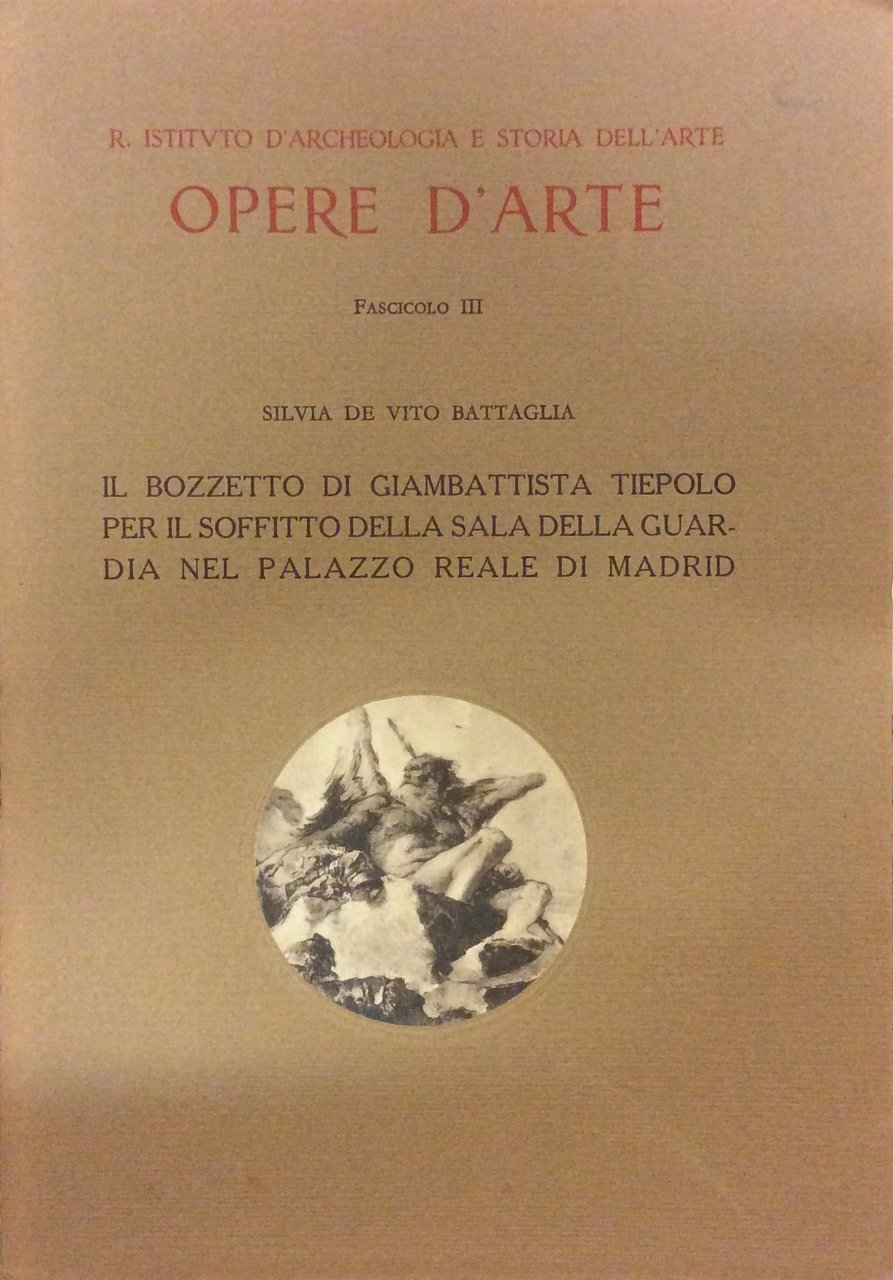 R. ISTITVTO D'ARCHEOLOGIA E STORIA DELL'ARTE
OPERE D'ARTE
FASCICOLO III
SILVIA DE VITO BATTAGLIA
IL BOZZETTO DI GIAMBATTISTA TIEPOLO
PER IL SOFFITTO DELLA SALA DELLA GUAR-
DIA NEL PALAZZO REALE DI MADRID